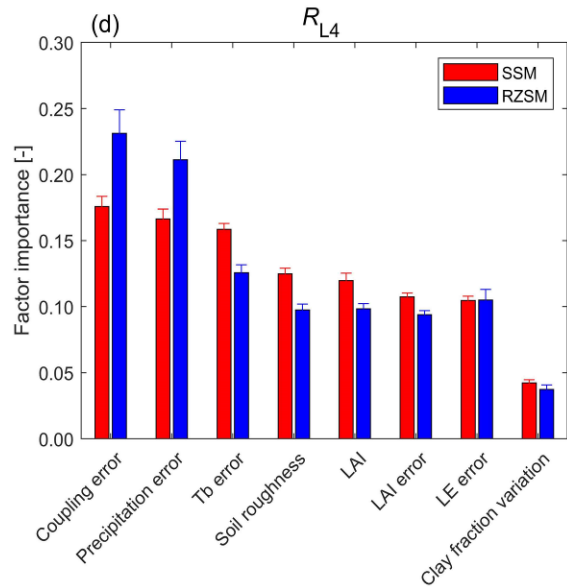 (d)
R_L4
SSM
RZSM
Factor importance [-]
0.30
0.25
0.20
0.15
0.10
0.05
0.00
Coupling error
Precipitation error
Tb error
Soil roughness
LAI
LAI error
LE error
Clay fraction variation